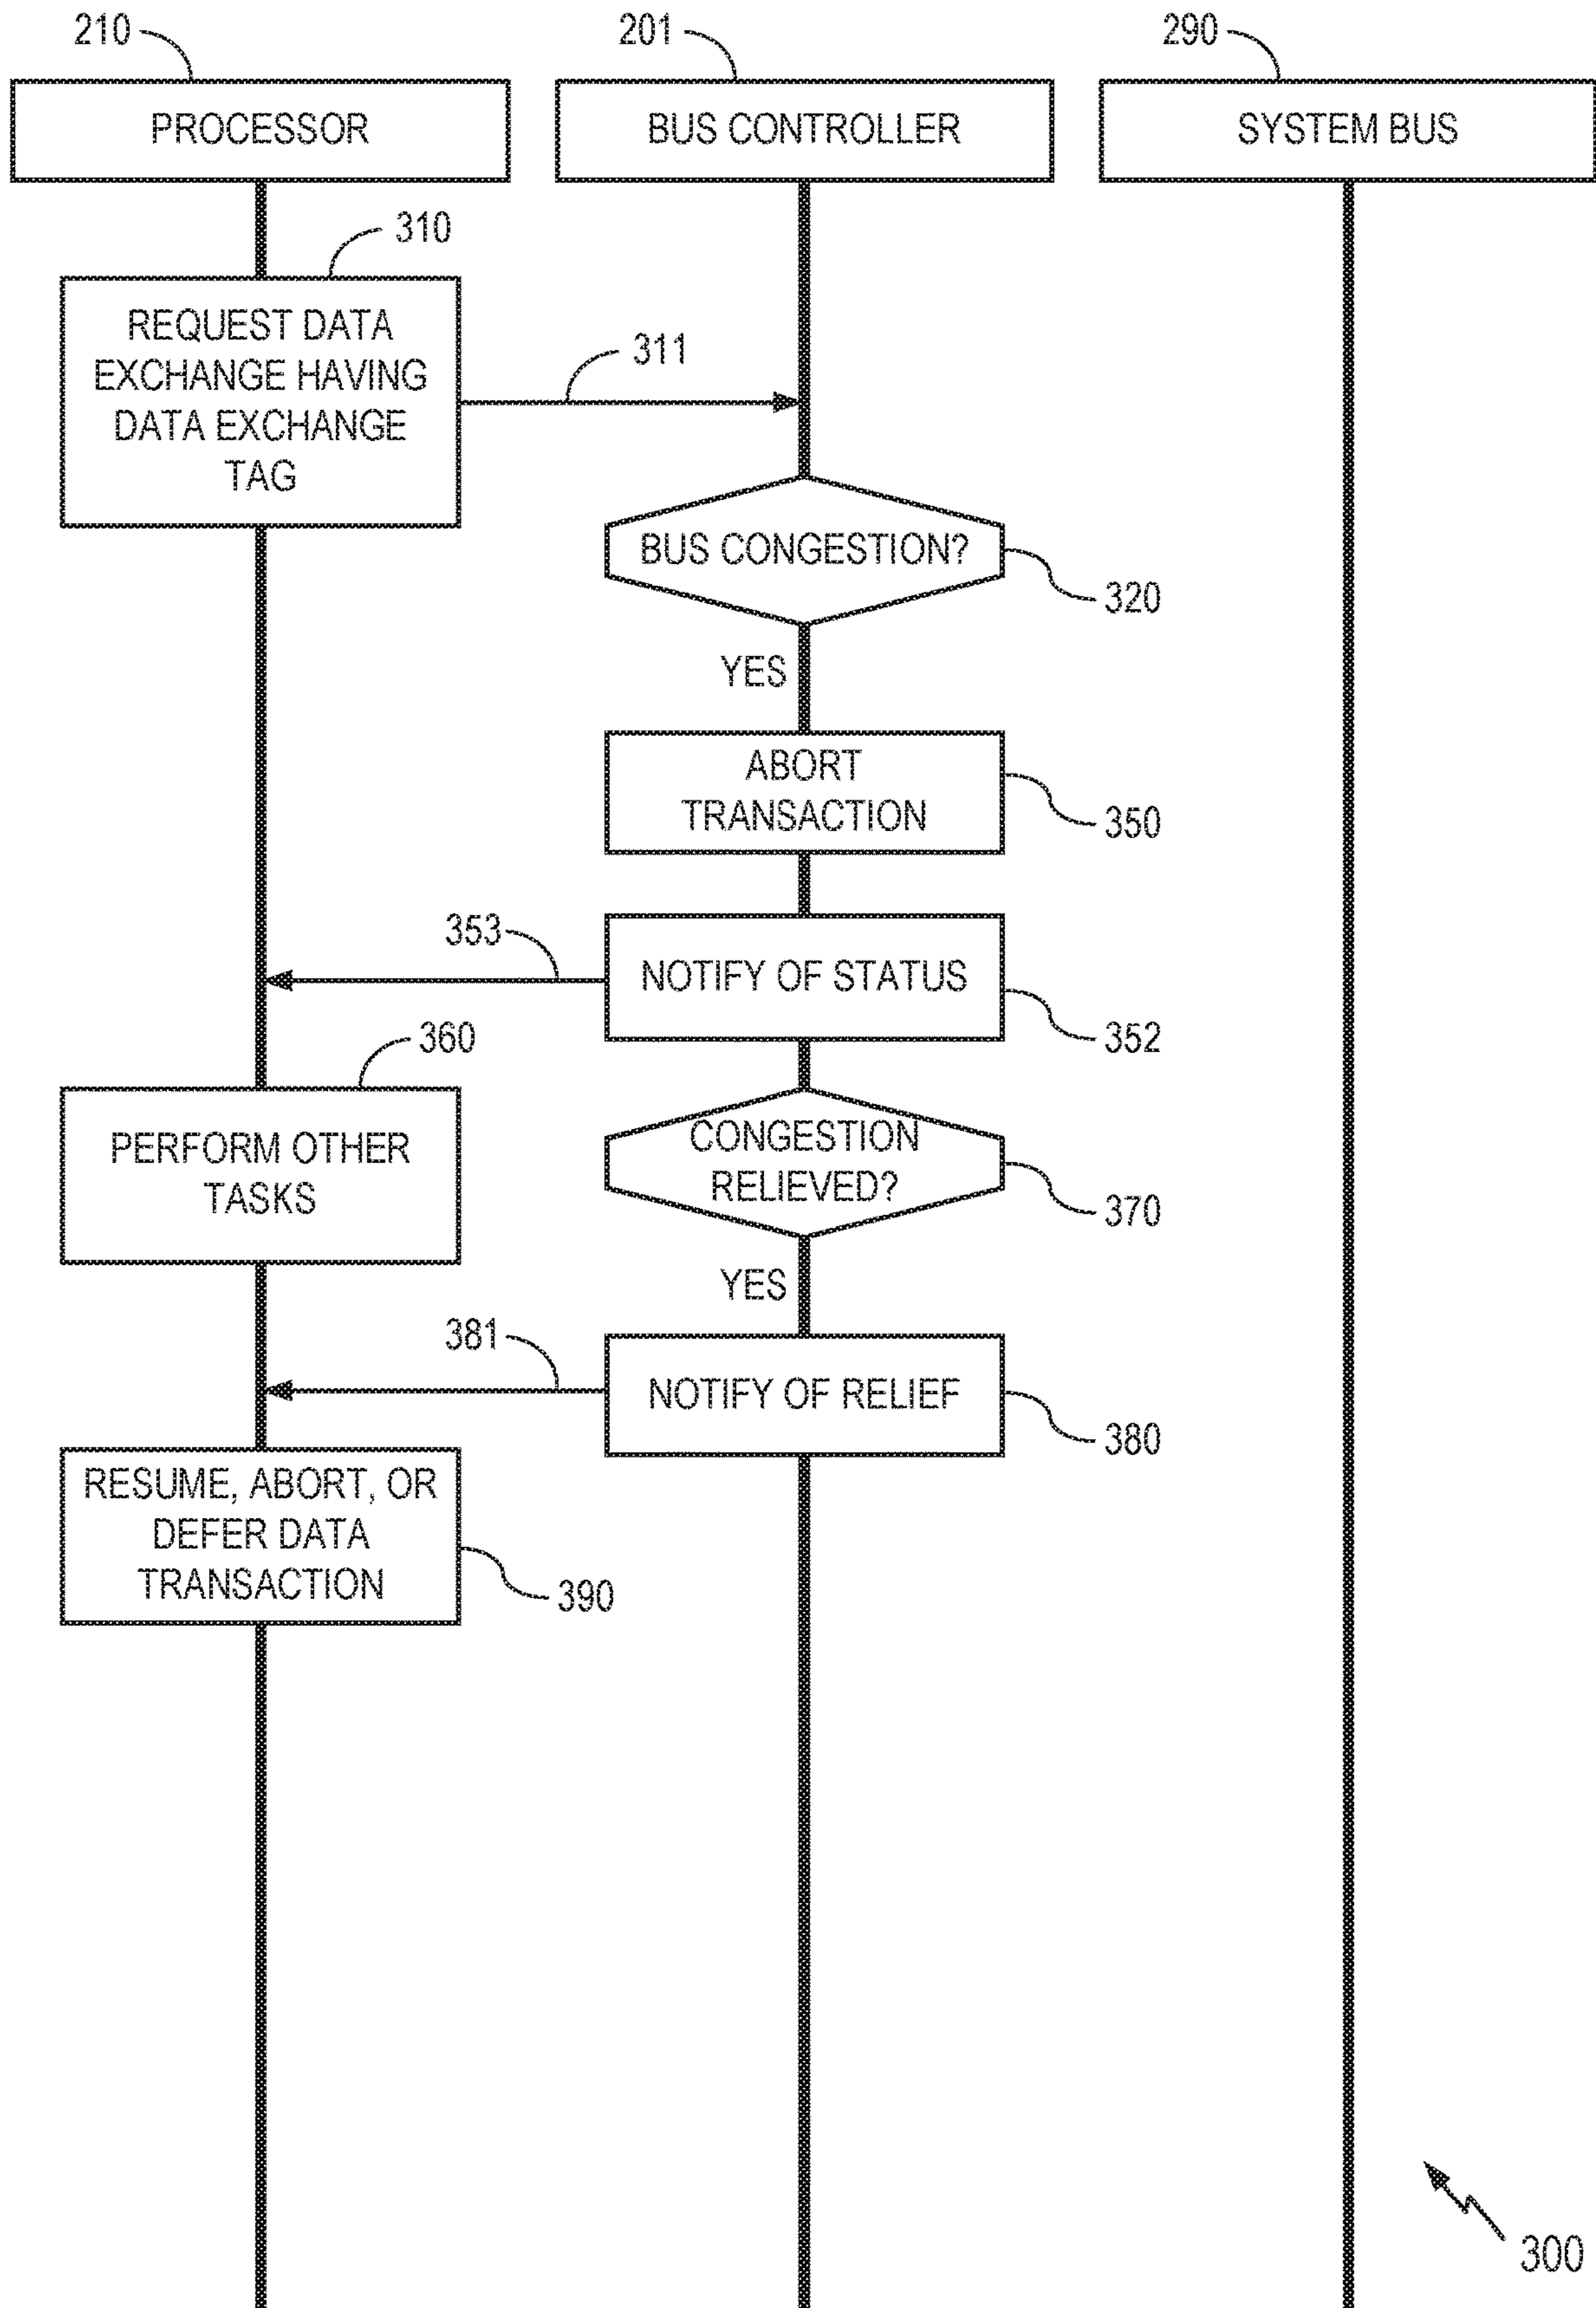 210
201
290
PROCESSOR
BUS CONTROLLER
SYSTEM BUS
310
REQUEST DATA
EXCHANGE HAVING
DATA EXCHANGE
TAG
311
BUS CONGESTION?
320
YES
ABORT
TRANSACTION
350
353
NOTIFY OF STATUS
352
360
PERFORM OTHER
TASKS
CONGESTION
RELIEVED?
370
YES
381
NOTIFY OF RELIEF
380
RESUME, ABORT, OR
DEFER DATA
TRANSACTION
390
300